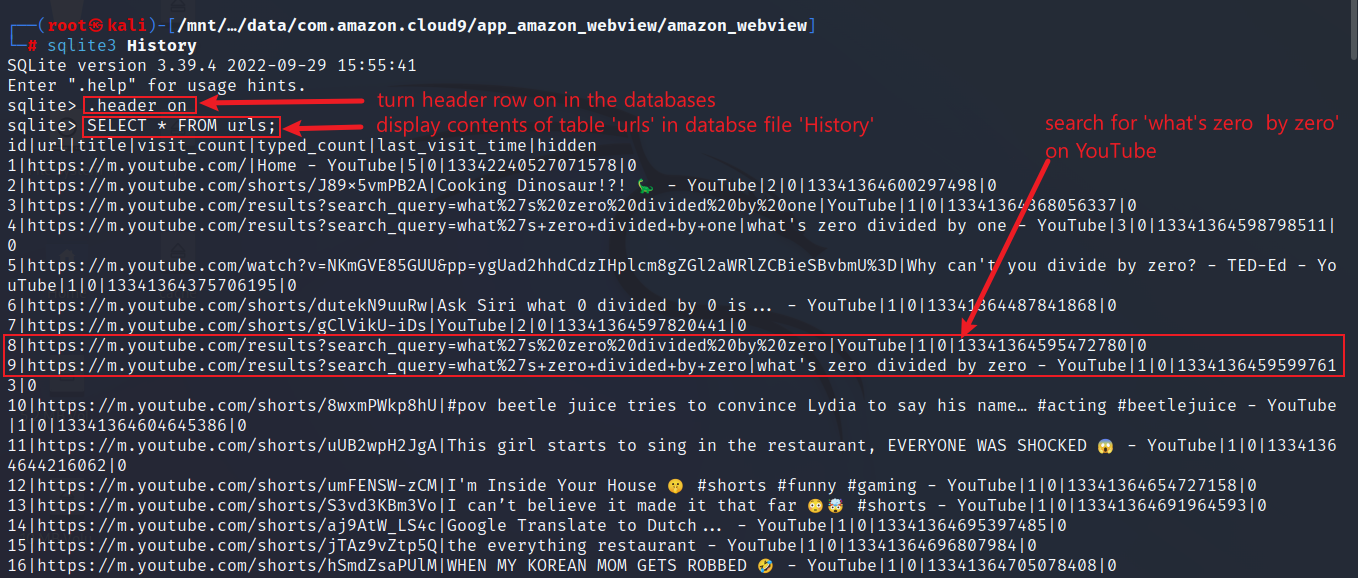 ┌──(root㉿kali)-[/mnt/…/data/com.amazon.cloud9/app_amazon_webview/amazon_webview]
└─# sqlite3 History
SQLite version 3.39.4 2022-09-29 15:55:41
Enter ".help" for usage hints.
sqlite> .header on
turn header row on in the databases
sqlite> SELECT * FROM urls;
display contents of table 'urls' in databse file 'History'
search for 'what's zero by zero'
on YouTube
id|url|title|visit_count|typed_count|last_visit_time|hidden
1|https://m.youtube.com/|Home - YouTube|5|0|13342240527071578|0
2|https://m.youtube.com/shorts/J89×5vmPB2A|Cooking Dinosaur!?! 🦕 - YouTube|2|0|13341364600297498|0
3|https://m.youtube.com/results?search_query=what%27s%20zero%20divided%20by%20one|YouTube|1|0|13341364368056337|0
4|https://m.youtube.com/results?search_query=what%27s+zero+divided+by+one|what's zero divided by one - YouTube|3|0|13341364598798511|
0
5|https://m.youtube.com/watch?v=NKmGVE85GUU&pp=ygUad2hhdCdzIHplcm8gZGl2aWRlZCBieSBvbmU%3D|Why can't you divide by zero? - TED-Ed - Yo
uTube|1|0|13341364375706195|0
6|https://m.youtube.com/shorts/dutekN9uuRw|Ask Siri what 0 divided by 0 is... - YouTube|1|0|13341364487841868|0
7|https://m.youtube.com/shorts/gClVikU-iDs|YouTube|2|0|13341364597820441|0
8|https://m.youtube.com/results?search_query=what%27s%20zero%20divided%20by%20zero|YouTube|1|0|13341364595472780|0
9|https://m.youtube.com/results?search_query=what%27s+zero+divided+by+zero|what's zero divided by zero - YouTube|1|0|1334136459599761
3|0
10|https://m.youtube.com/shorts/8wxmPWkp8hU|#pov beetle juice tries to convince Lydia to say his name… #acting #beetlejuice - YouTube
|1|0|13341364604645386|0
11|https://m.youtube.com/shorts/uUB2wpH2JgA|This girl starts to sing in the restaurant, EVERYONE WAS SHOCKED 😱 - YouTube|1|0|1334136
4644216062|0
12|https://m.youtube.com/shorts/umFENSW-zCM|I'm Inside Your House 🤫 #shorts #funny #gaming - YouTube|1|0|13341364654727158|0
13|https://m.youtube.com/shorts/S3vd3KBm3Vo|I can’t believe it made it that far 😳🤯 #shorts - YouTube|1|0|13341364691964593|0
14|https://m.youtube.com/shorts/aj9AtW_LS4c|Google Translate to Dutch... - YouTube|1|0|13341364695397485|0
15|https://m.youtube.com/shorts/jTAz9vZtp5Q|the everything restaurant - YouTube|1|0|13341364696807984|0
16|https://m.youtube.com/shorts/hSmdZsaPUlM|WHEN MY KOREAN MOM GETS ROBBED 🤣 - YouTube|1|0|13341364705078408|0